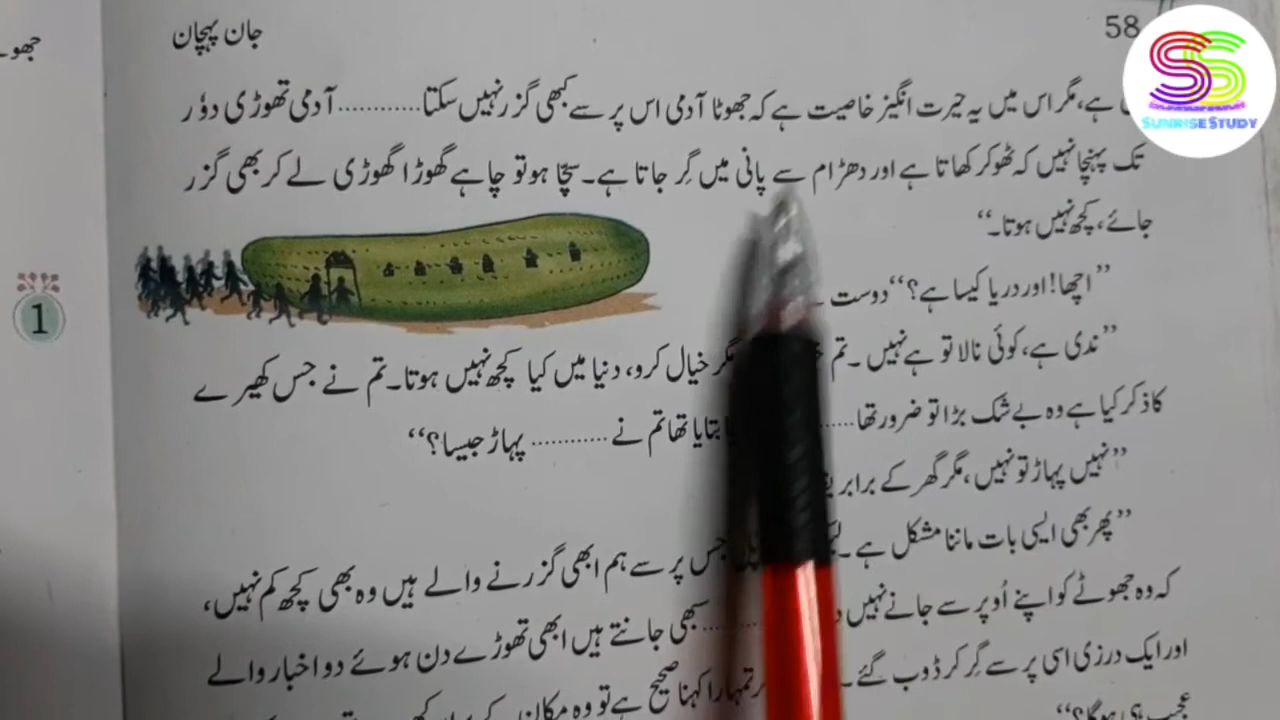 58
جان پہچان
ہے، مگر اس میں یہ حیرت انگیز خاصیت ہے کہ جھوٹا آدمی اس پر سے کبھی گزر نہیں سکتا............ آدمی تھوڑی دوٗر
تک پہنچا نہیں کہ ٹھوکر کھاتا ہے اور دھڑام سے پانی میں گِر جاتا ہے۔ سچّا ہو تو چاہے گھوڑا گھوڑی لے کر بھی گزر
جائے، کچھ نہیں ہوتا۔‘‘
’’اچھا! اور دریا کیسا ہے؟‘‘ دوست
’’ندی ہے، کوئی نالا تو ہے نہیں۔ تم مگر خیال کرو، دنیا میں کیا کچھ نہیں ہوتا۔ تم نے جس کھیرے
کا ذکر کیا ہے وہ بے شک بڑا تو ضرور تھا...... بتایا تھا تم نے ............ پہاڑ جیسا؟‘‘
’’نہیں پہاڑ تو نہیں، مگر گھر کے برابر
’’پھر بھی ایسی بات ماننا مشکل ہے۔ جس پر سے ہم ابھی گزرنے والے ہیں وہ بھی کچھ کم نہیں،
کہ وہ جھوٹے کو اپنے اُوپر سے جانے نہیں ...... سبھی جانتے ہیں ابھی تھوڑے دن ہوئے دو اخبار والے
اور ایک درزی اسی پر سے گِر کر ڈوب گئے۔ تمہارا کہنا صحیح ہے تو وہ مکان کے برابر
1
SS
SUNRISE STUDY